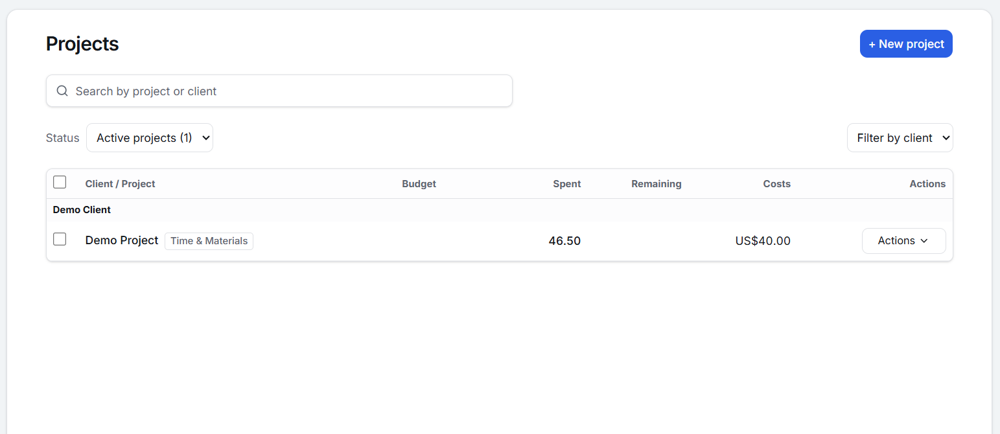 Projects
+ New project
Search by project or client
Status Active projects (1) Filter by client
Client / Project Budget Spent Remaining Costs Actions
Demo Client
Demo Project Time & Materials 46.50 US$40.00 Actions